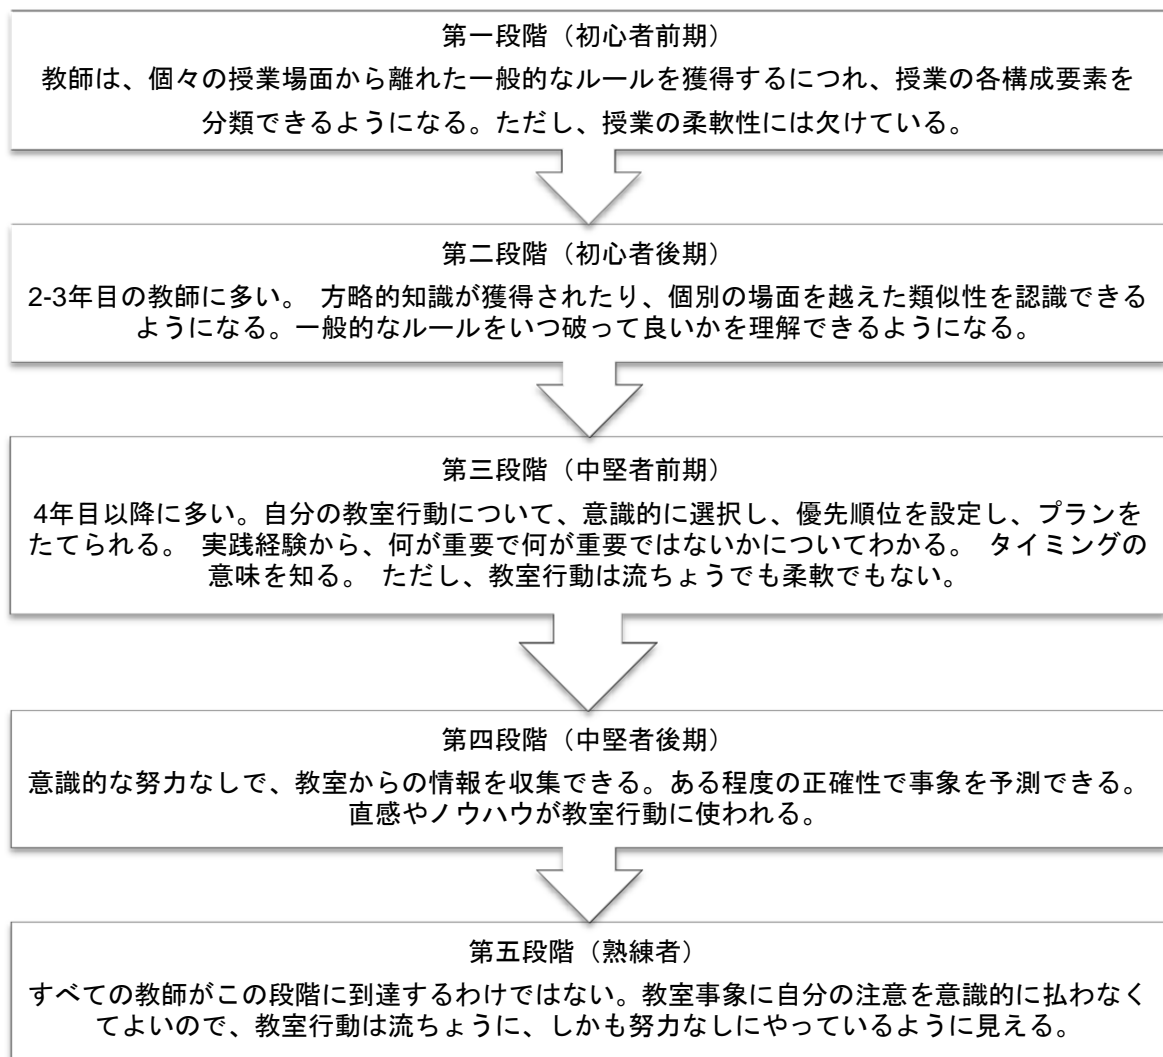 第一段階（初心者前期）
教師は、個々の授業場面から離れた一般的なルールを獲得するにつれ、授業の各構成要素を
分類できるようになる。ただし、授業の柔軟性には欠けている。
第二段階（初心者後期）
2-3年目の教師に多い。 方略的知識が獲得されたり、個別の場面を越えた類似性を認識できる
ようになる。一般的なルールをいつ破って良いかを理解できるようになる。
第三段階（中堅者前期）
4年目以降に多い。自分の教室行動について、意識的に選択し、優先順位を設定し、プランを
たてられる。 実践経験から、何が重要で何が重要ではないかについてわかる。 タイミングの
意味を知る。 ただし、教室行動は流ちょうでも柔軟でもない。
第四段階（中堅者後期）
意識的な努力なしで、教室からの情報を収集できる。ある程度の正確性で事象を予測できる。
直感やノウハウが教室行動に使われる。
第五段階（熟練者）
すべての教師がこの段階に到達するわけではない。教室事象に自分の注意を意識的に払わなく
てよいので、教室行動は流ちょうに、しかも努力なしにやっているように見える。